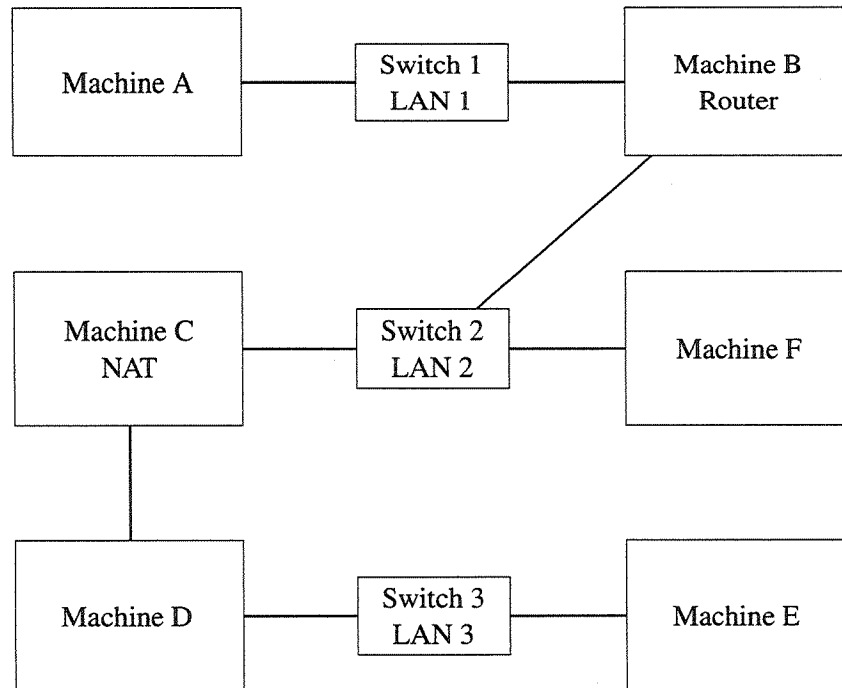 Machine A
Switch 1
LAN 1
Machine B
Router
Machine C
NAT
Switch 2
LAN 2
Machine F
Machine D
Switch 3
LAN 3
Machine E